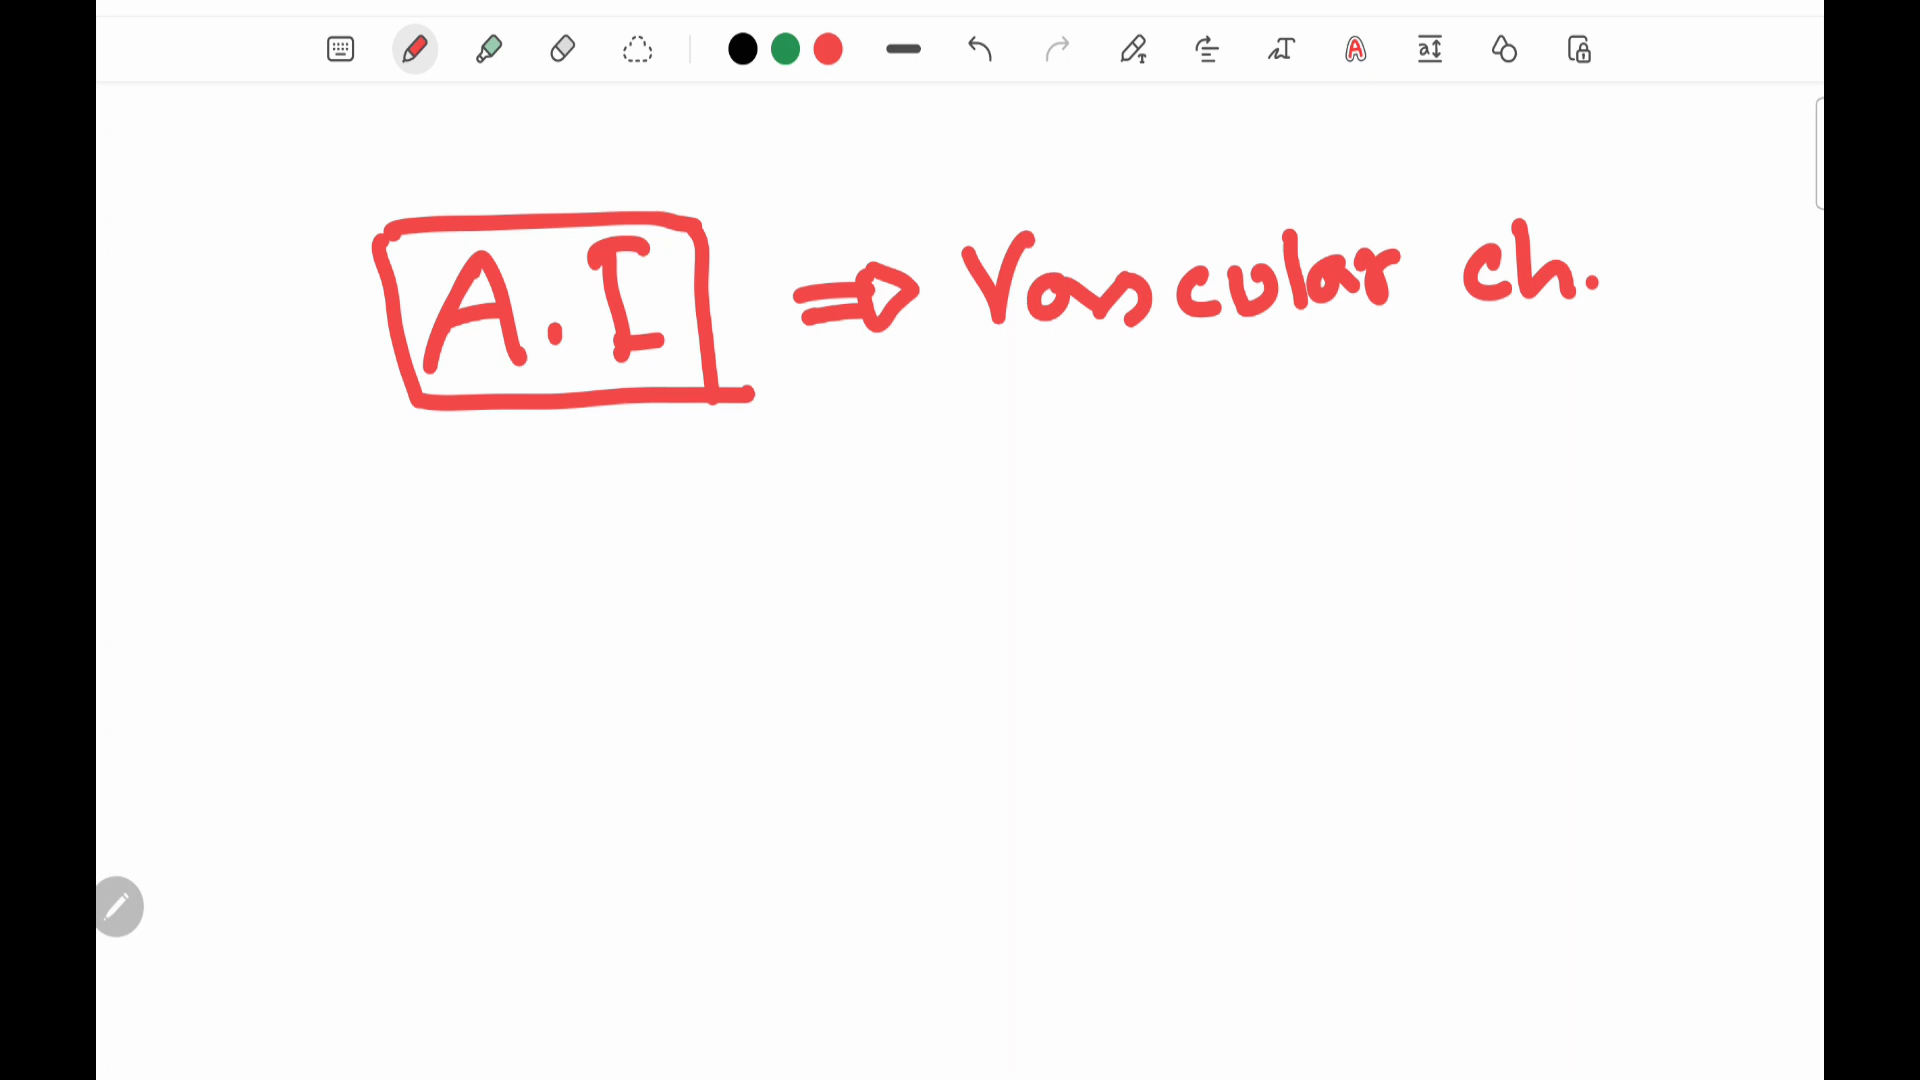 A.I ⇒ Vascular ch.